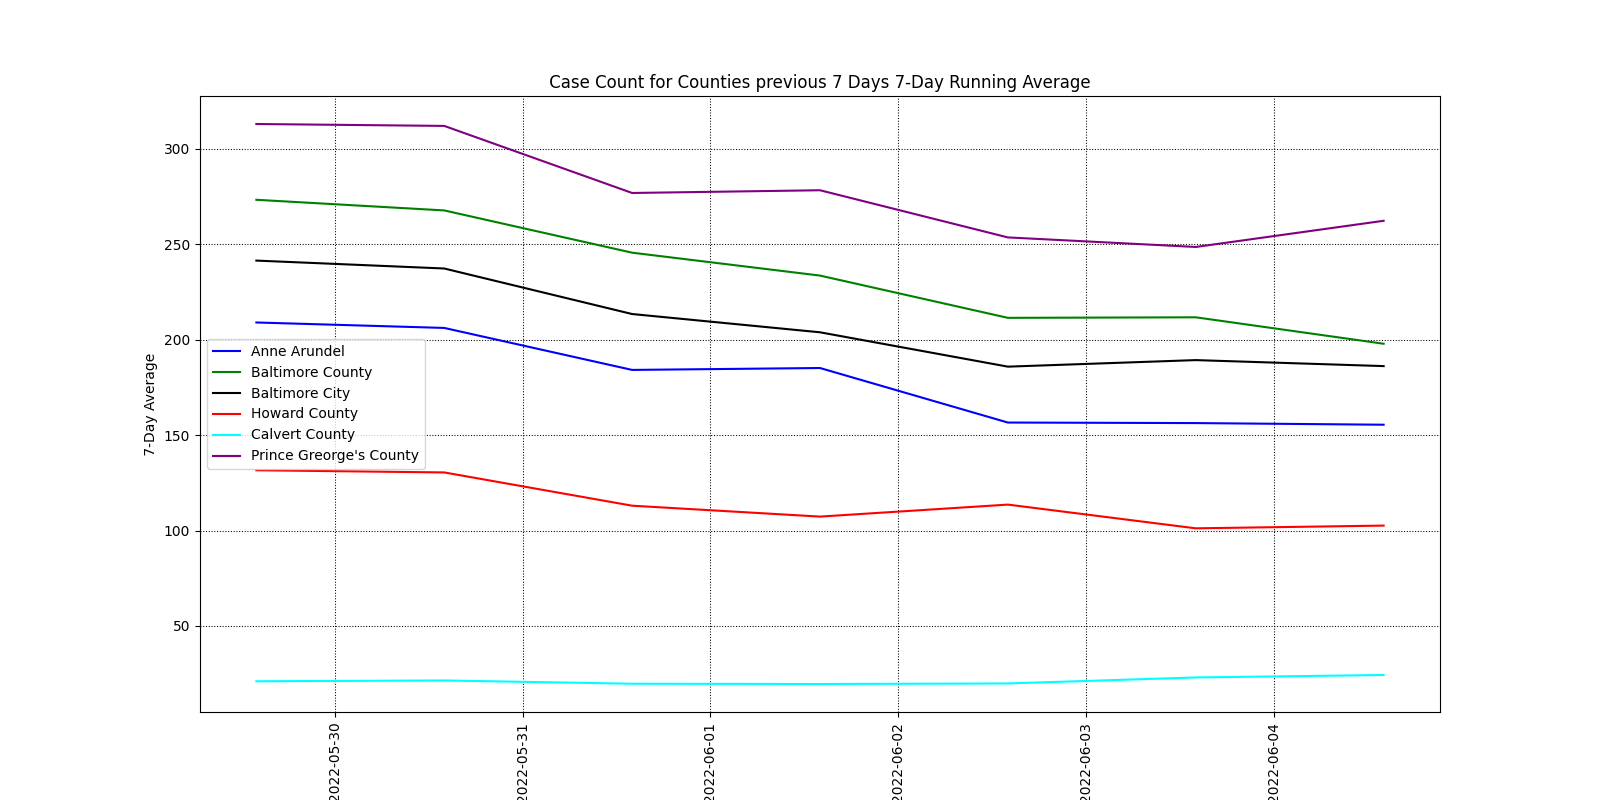 Case Count for Counties previous 7 Days 7-Day Running Average
7-Day Average
300
250
200
150
100
50
Anne Arundel
Baltimore County
Baltimore City
Howard County
Calvert County
Prince Greorge's County
2022-05-30
2022-05-31
2022-06-01
2022-06-02
2022-06-03
2022-06-04